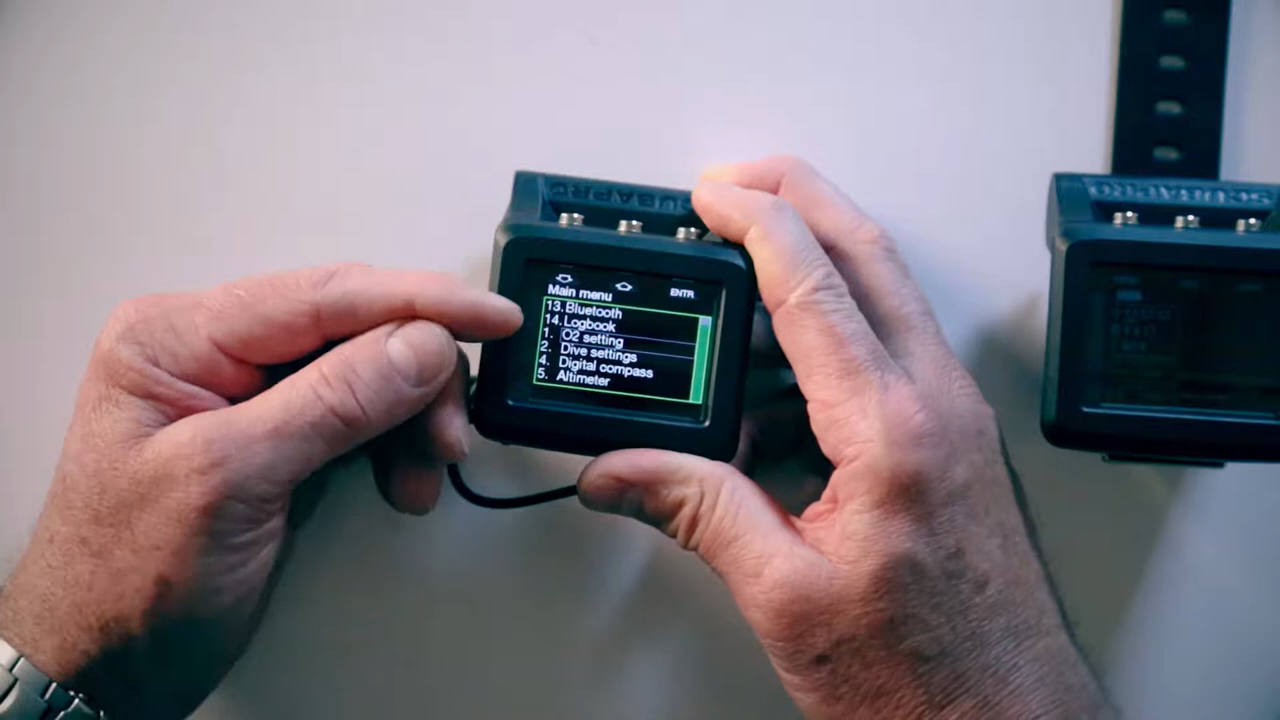 SCUBAPRO
SCUBAPRO
ENTR
Main menu
13. Bluetooth
14. Logbook
1. O2 setting
2. Dive settings
4. Digital compass
5. Altimeter